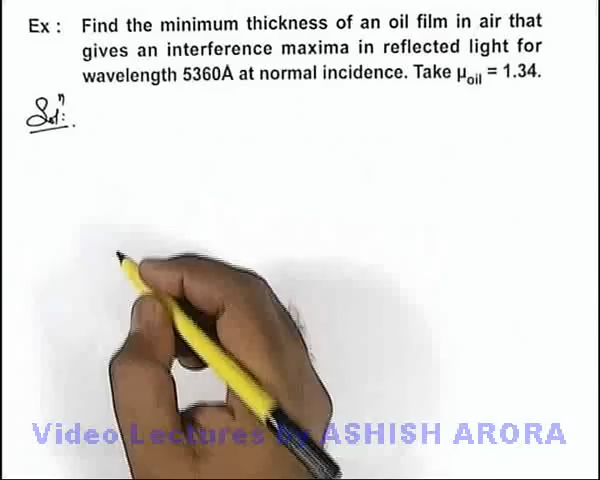 Ex : Find the minimum thickness of an oil film in air that
gives an interference maxima in reflected light for
wavelength 5360Å at normal incidence. Take μoil = 1.34.
Solⁿ:
Video Lectures by ASHISH ARORA